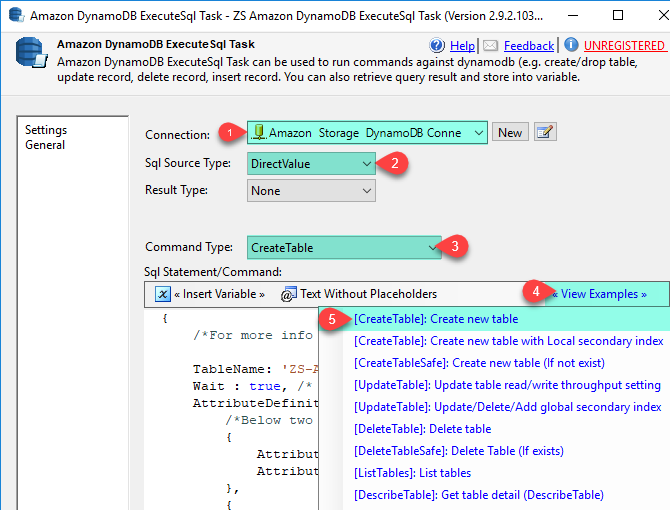 Amazon DynamoDB ExecuteSql Task - ZS Amazon DynamoDB ExecuteSql Task (Version 2.9.2.103...
Amazon DynamoDB ExecuteSql Task
Help | Feedback | UNREGISTERED
Amazon DynamoDB ExecuteSql Task can be used to run commands against dynamodb (e.g. create/drop table,
update record, delete record, insert record. You can also retrieve query result and store into variable.
Settings
General
Connection: 1 Amazon Storage DynamoDB Conne New
Sql Source Type: DirectValue 2
Result Type: None
Command Type: CreateTable 3
Sql Statement/Command:
« Insert Variable » Text Without Placeholders 4 « View Examples »
{
/*For more info
TableName: 'ZS-A
Wait : true, /*
AttributeDefinit
/*Below two
{
Attribut
Attribut
},
{
5 [CreateTable]: Create new table
[CreateTable]: Create new table with Local secondary index
[CreateTableSafe]: Create new table (If not exist)
[UpdateTable]: Update table read/write throughput setting
[UpdateTable]: Update/Delete/Add global secondary index
[DeleteTable]: Delete table
[DeleteTableSafe]: Delete Table (If exists)
[ListTables]: List tables
[DescribeTable]: Get table detail (DescribeTable)